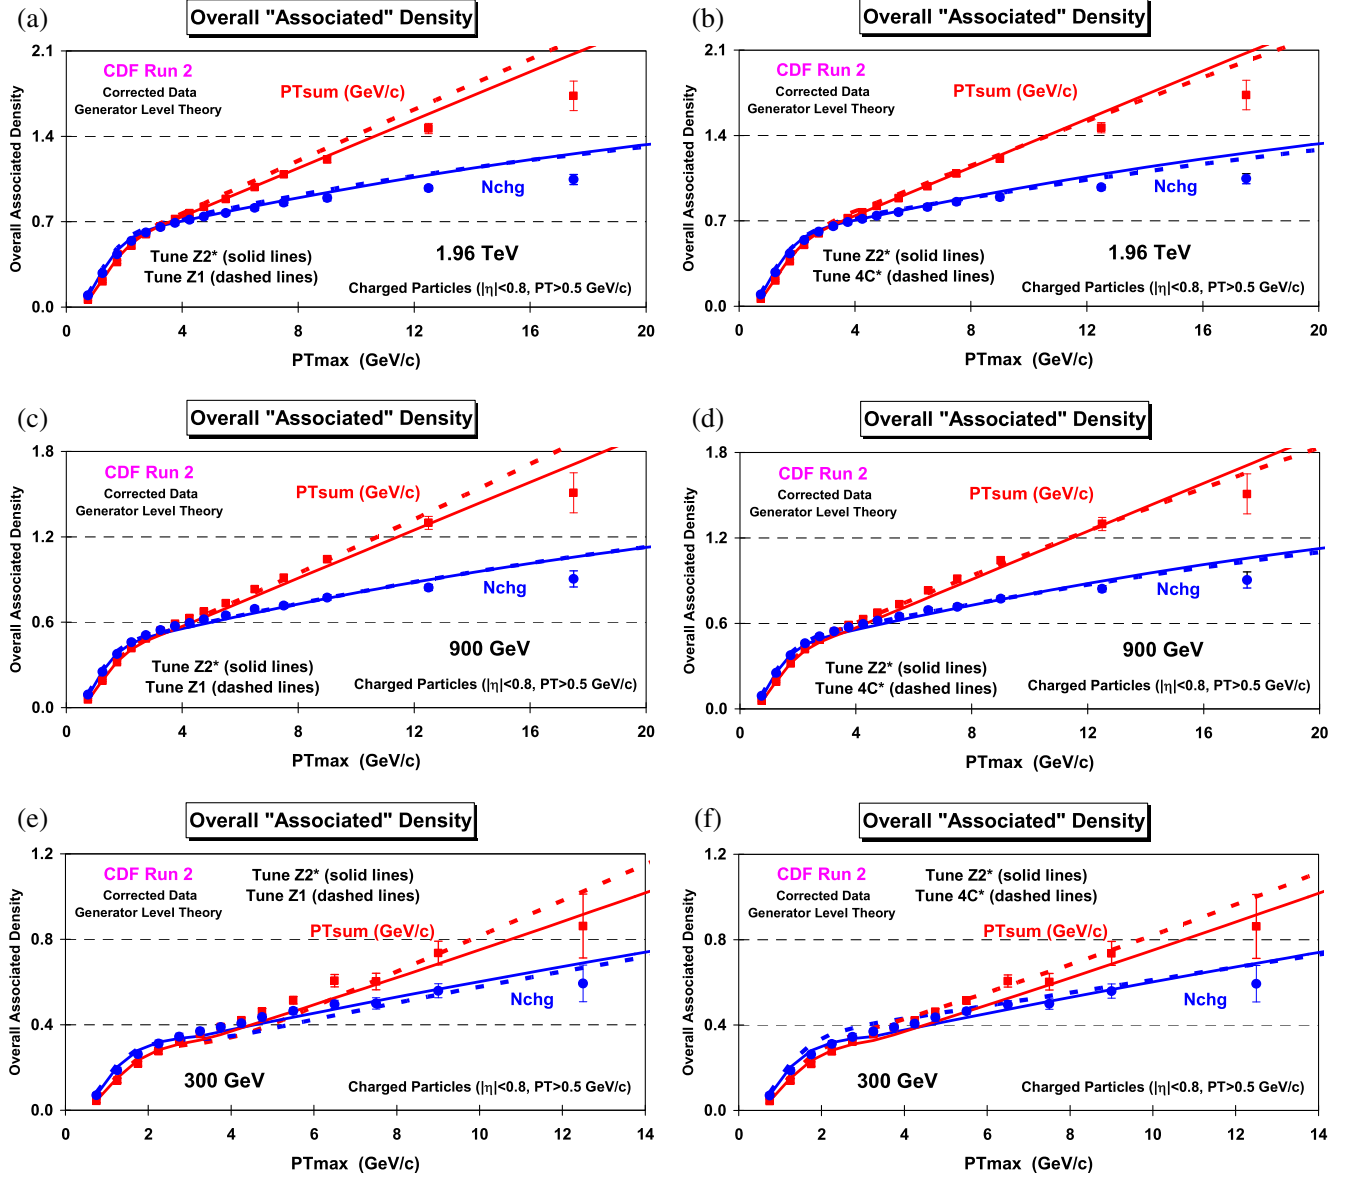 (a)
Overall "Associated" Density
2.1
1.4
0.7
0.0
Overall Associated Density
CDF Run 2
Corrected Data
Generator Level Theory
PTsum (GeV/c)
Nchg
Tune Z2* (solid lines)
Tune Z1 (dashed lines)
1.96 TeV
Charged Particles (|η|<0.8, PT>0.5 GeV/c)
0 4 8 12 16 20
PTmax (GeV/c)
(b)
Overall "Associated" Density
2.1
1.4
0.7
0.0
Overall Associated Density
CDF Run 2
Corrected Data
Generator Level Theory
PTsum (GeV/c)
Nchg
Tune Z2* (solid lines)
Tune 4C* (dashed lines)
1.96 TeV
Charged Particles (|η|<0.8, PT>0.5 GeV/c)
0 4 8 12 16 20
PTmax (GeV/c)
(c)
Overall "Associated" Density
1.8
1.2
0.6
0.0
Overall Associated Density
CDF Run 2
Corrected Data
Generator Level Theory
PTsum (GeV/c)
Nchg
900 GeV
Tune Z2* (solid lines)
Tune Z1 (dashed lines)
Charged Particles (|η|<0.8, PT>0.5 GeV/c)
0 4 8 12 16 20
PTmax (GeV/c)
(d)
Overall "Associated" Density
1.8
1.2
0.6
0.0
Overall Associated Density
CDF Run 2
Corrected Data
Generator Level Theory
PTsum (GeV/c)
Nchg
900 GeV
Tune Z2* (solid lines)
Tune 4C* (dashed lines)
Charged Particles (|η|<0.8, PT>0.5 GeV/c)
0 4 8 12 16 20
PTmax (GeV/c)
(e)
Overall "Associated" Density
1.2
0.8
0.4
0.0
Overall Associated Density
CDF Run 2
Corrected Data
Generator Level Theory
Tune Z2* (solid lines)
Tune Z1 (dashed lines)
PTsum (GeV/c)
Nchg
300 GeV
Charged Particles (|η|<0.8, PT>0.5 GeV/c)
0 2 4 6 8 10 12 14
PTmax (GeV/c)
(f)
Overall "Associated" Density
1.2
0.8
0.4
0.0
Overall Associated Density
CDF Run 2
Corrected Data
Generator Level Theory
Tune Z2* (solid lines)
Tune 4C* (dashed lines)
PTsum (GeV/c)
Nchg
300 GeV
Charged Particles (|η|<0.8, PT>0.5 GeV/c)
0 2 4 6 8 10 12 14
PTmax (GeV/c)